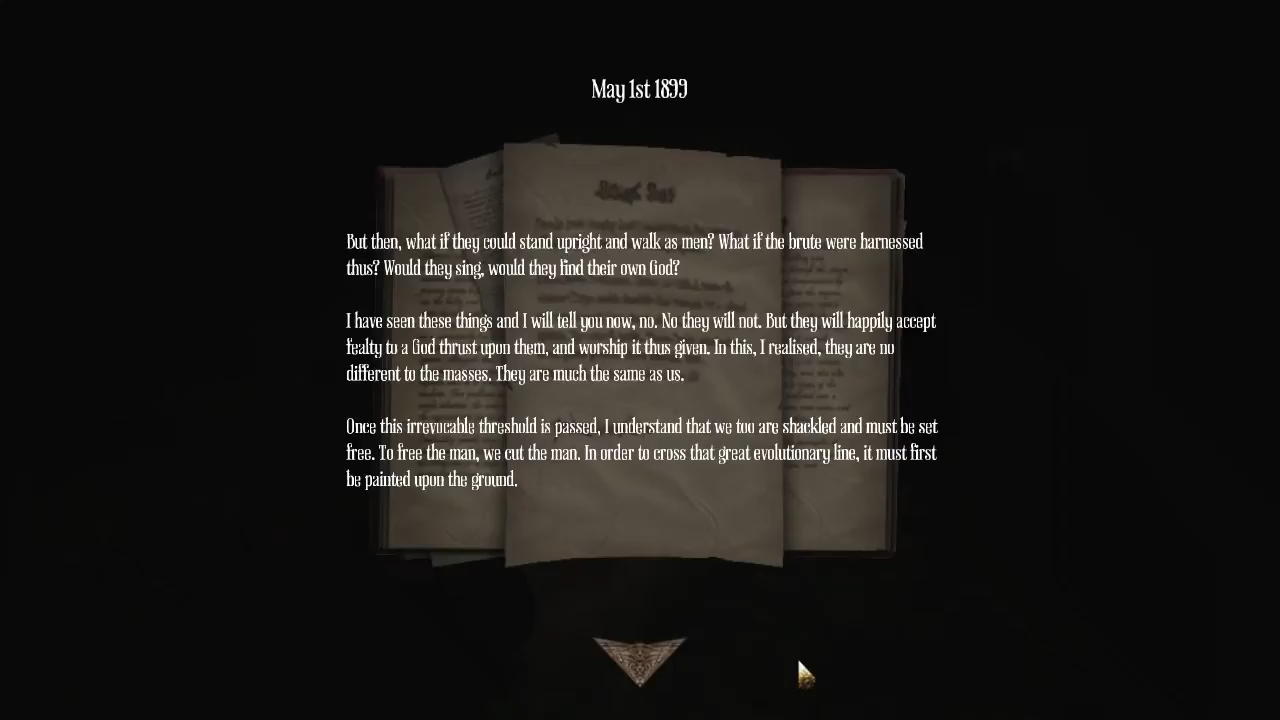 May 1st 1899
But then, what if they could stand upright and walk as men? What if the brute were harnessed
thus? Would they sing, would they find their own God?
I have seen these things and I will tell you now, no. No they will not. But they will happily accept
fealty to a God thrust upon them, and worship it thus given. In this, I realised, they are no
different to the masses. They are much the same as us.
Once this irrevocable threshold is passed, I understand that we too are shackled and must be set
free. To free the man, we cut the man. In order to cross that great evolutionary line, it must first
be painted upon the ground.